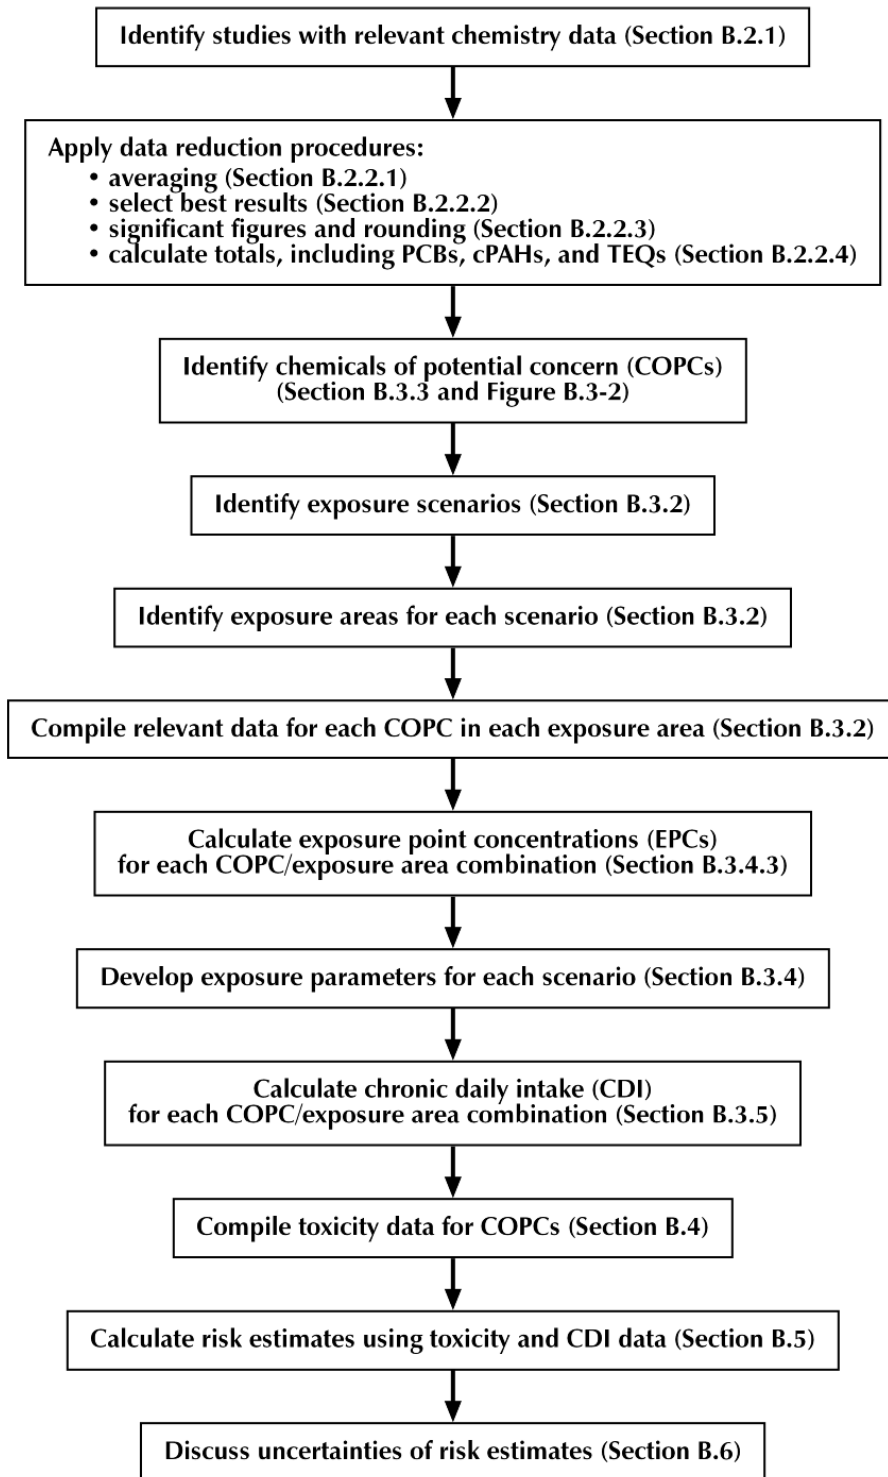 Identify studies with relevant chemistry data (Section B.2.1)
Apply data reduction procedures:
• averaging (Section B.2.2.1)
• select best results (Section B.2.2.2)
• significant figures and rounding (Section B.2.2.3)
• calculate totals, including PCBs, cPAHs, and TEQs (Section B.2.2.4)
Identify chemicals of potential concern (COPCs)
(Section B.3.3 and Figure B.3-2)
Identify exposure scenarios (Section B.3.2)
Identify exposure areas for each scenario (Section B.3.2)
Compile relevant data for each COPC in each exposure area (Section B.3.2)
Calculate exposure point concentrations (EPCs)
for each COPC/exposure area combination (Section B.3.4.3)
Develop exposure parameters for each scenario (Section B.3.4)
Calculate chronic daily intake (CDI)
for each COPC/exposure area combination (Section B.3.5)
Compile toxicity data for COPCs (Section B.4)
Calculate risk estimates using toxicity and CDI data (Section B.5)
Discuss uncertainties of risk estimates (Section B.6)